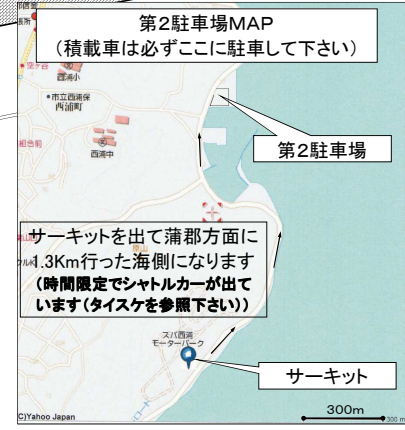 第2駐車場MAP
(積載車は必ずここに駐車して下さい)
西浦小
•市立西浦保
西浦町
西浦中
第2駐車場
サーキットを出て蒲郡方面に
1.3Km行った海側になります
(時間限定でシャトルカーが出て
います(タイスケを参照下さい))
スパ西浦
モーターパーク
サーキット
300m
300 m
C)Yahoo Japan